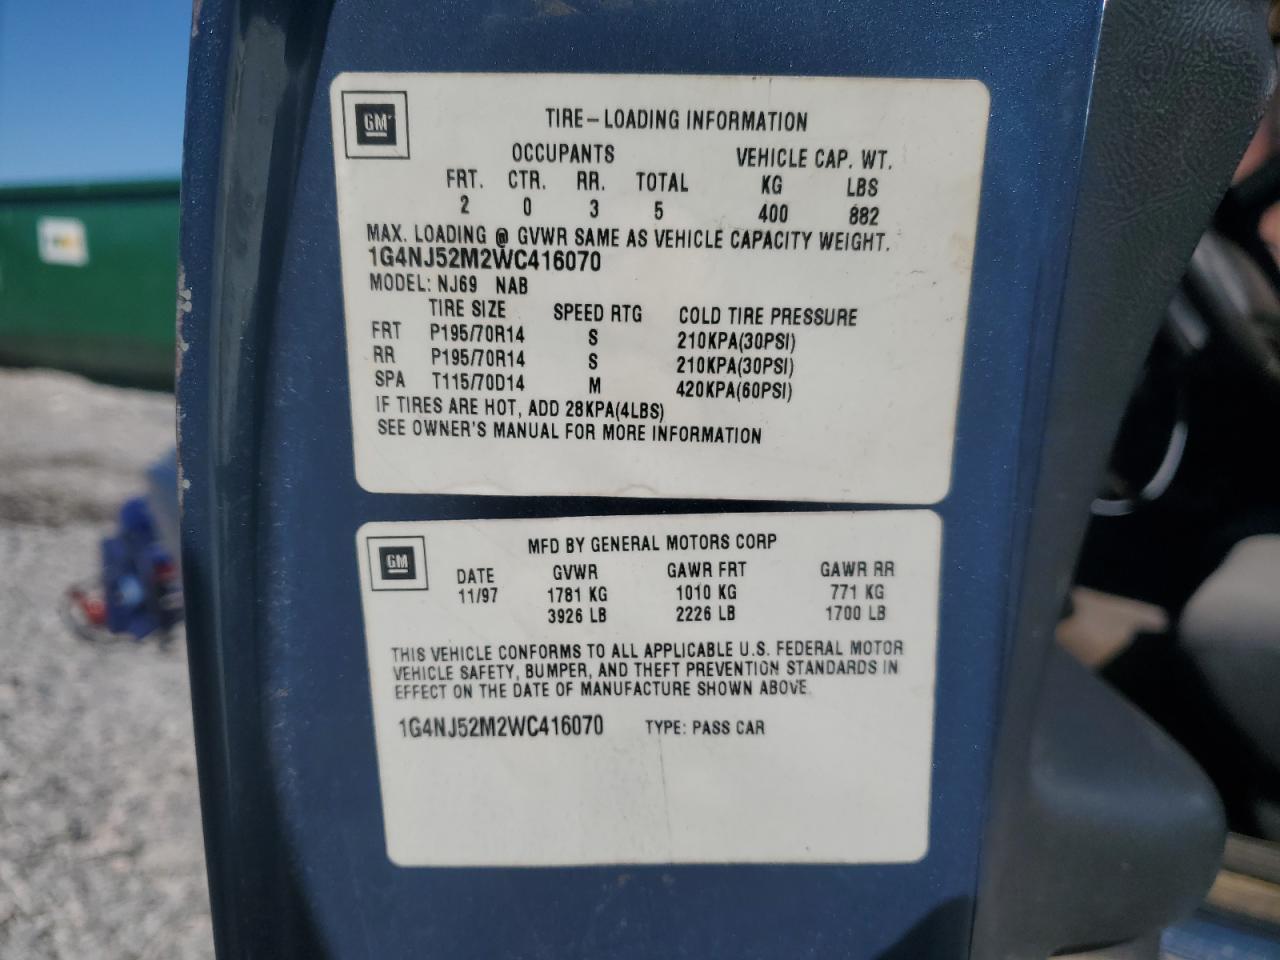 GM
TIRE-LOADING INFORMATION
OCCUPANTS VEHICLE CAP. WT.
FRT. CTR. RR. TOTAL KG LBS
2 0 3 5 400 882
MAX. LOADING @ GVWR SAME AS VEHICLE CAPACITY WEIGHT.
1G4NJ52M2WC416070
MODEL: NJ69 NAB
TIRE SIZE SPEED RTG COLD TIRE PRESSURE
FRT P195/70R14 S 210KPA(30PSI)
RR P195/70R14 S 210KPA(30PSI)
SPA T115/70D14 M 420KPA(60PSI)
IF TIRES ARE HOT, ADD 28KPA(4LBS)
SEE OWNER'S MANUAL FOR MORE INFORMATION
GM
MFD BY GENERAL MOTORS CORP
DATE GVWR GAWR FRT GAWR RR
11/97 1781 KG 1010 KG 771 KG
3926 LB 2226 LB 1700 LB
THIS VEHICLE CONFORMS TO ALL APPLICABLE U.S. FEDERAL MOTOR
VEHICLE SAFETY, BUMPER, AND THEFT PREVENTION STANDARDS IN
EFFECT ON THE DATE OF MANUFACTURE SHOWN ABOVE.
1G4NJ52M2WC416070 TYPE: PASS CAR